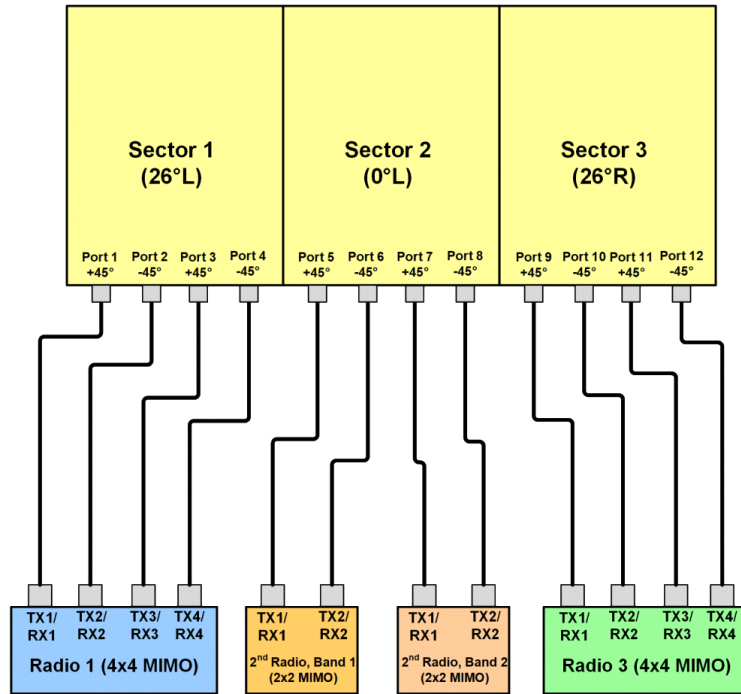 Sector 1
(26°L)
Sector 2
(0°L)
Sector 3
(26°R)
Port 1 Port 2 Port 3 Port 4 Port 5 Port 6 Port 7 Port 8 Port 9 Port 10 Port 11 Port 12
+45° -45° +45° -45° +45° -45° +45° -45° +45° -45° +45° -45°
TX1/ TX2/ TX3/ TX4/
RX1 RX2 RX3 RX4
Radio 1 (4x4 MIMO)
TX1/ TX2/
RX1 RX2
2nd Radio, Band 1
(2x2 MIMO)
TX1/ TX2/
RX1 RX2
2nd Radio, Band 2
(2x2 MIMO)
TX1/ TX2/ TX3/ TX4/
RX1 RX2 RX3 RX4
Radio 3 (4x4 MIMO)